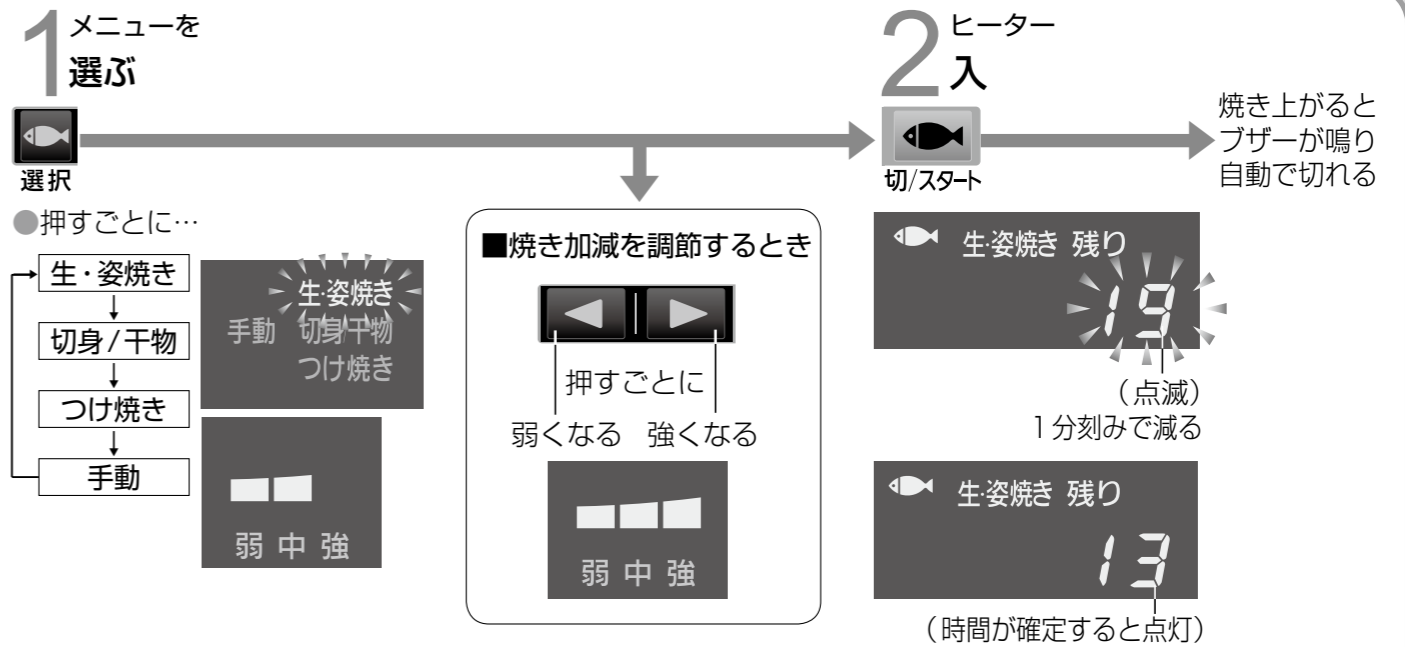 1 メニューを
選ぶ
選択
●押すごとに…
生・姿焼き
切身/干物
つけ焼き
手動
生・姿焼き
手動 切身/干物
つけ焼き
弱 中 強
■焼き加減を調節するとき
押すごとに
弱くなる 強くなる
弱 中 強
2 ヒーター
入
切/スタート
焼き上がると
ブザーが鳴り
自動で切れる
生・姿焼き 残り
19
(点滅)
1分刻みで減る
生・姿焼き 残り
13
(時間が確定すると点灯)